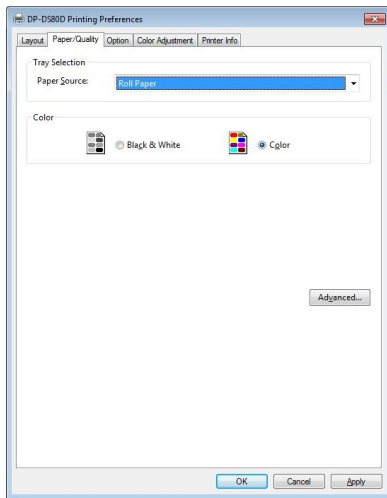 DP-DS80D Printing Preferences
Layout Paper/Quality Option Color Adjustment Printer Info
Tray Selection
Paper Source: Roll Paper
Color
Black & White Color
Advanced...
OK Cancel Apply